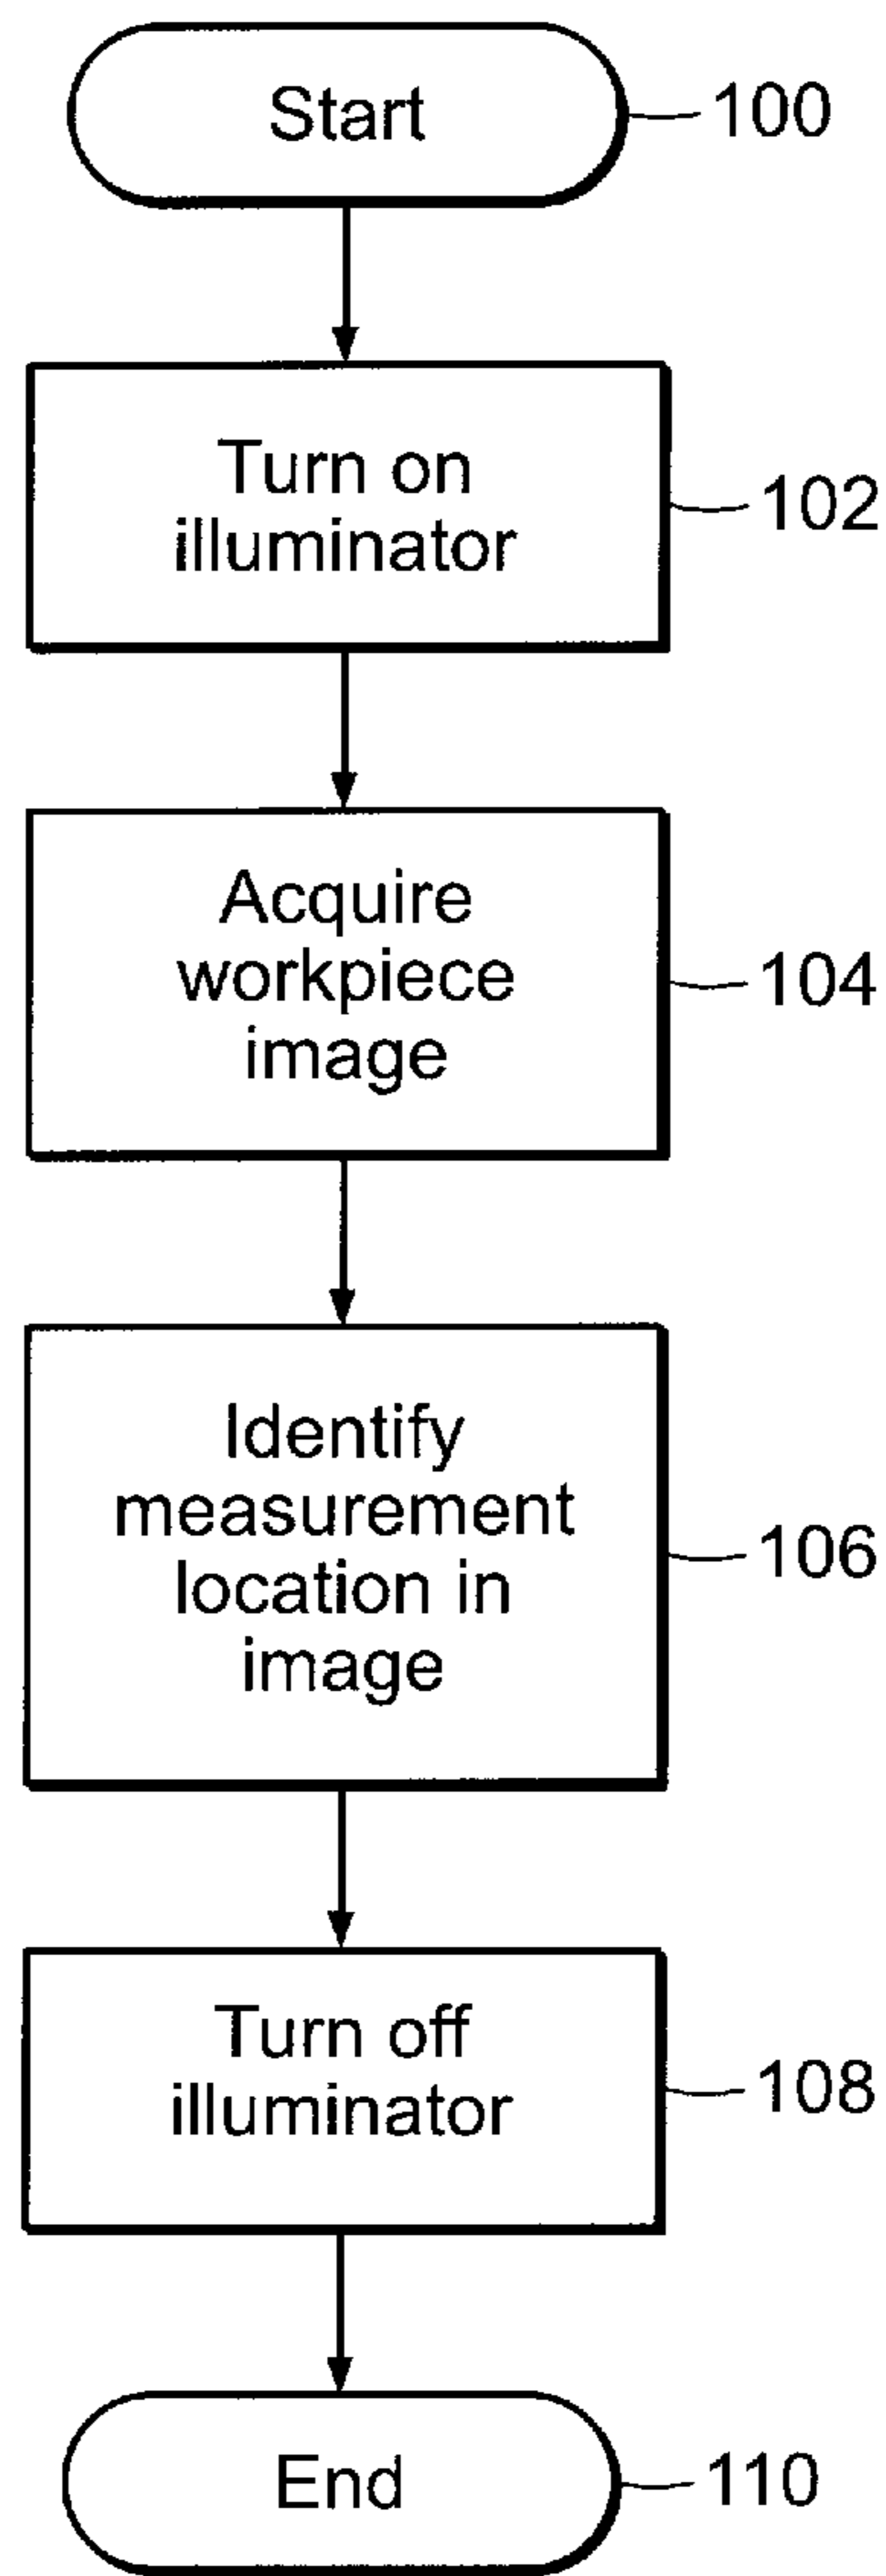 Start
100
Turn on
illuminator
102
Acquire
workpiece
image
104
Identify
measurement
location in
image
106
Turn off
illuminator
108
End
110